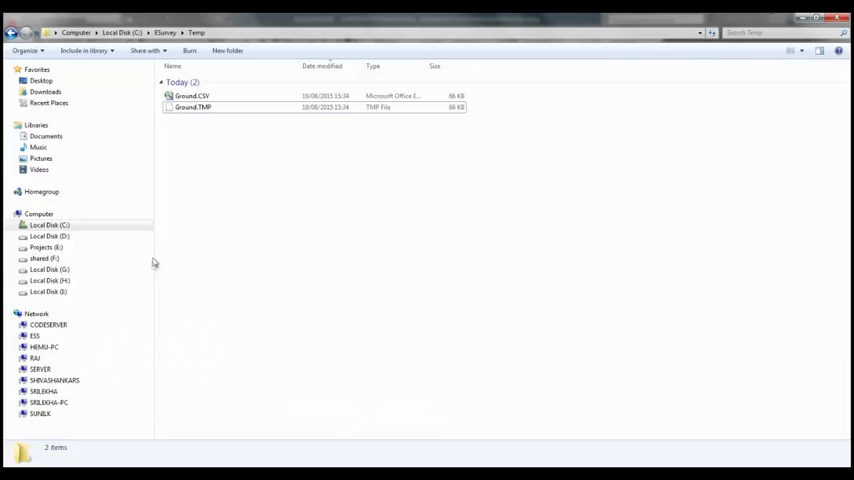 Computer ▸ Local Disk (C:) ▸ ESurvey ▸ Temp
Search Temp
Organize ▾ Include in library ▾ Share with ▾ Burn New folder
Name Date modified Type Size
Today (2)
Ground.CSV 19/08/2015 15:34 Microsoft Office E... 66 KB
Ground.TMP 19/08/2015 15:34 TMP File 66 KB
Favorites
Desktop
Downloads
Recent Places
Libraries
Documents
Music
Pictures
Videos
Homegroup
Computer
Local Disk (C:)
Local Disk (D:)
Projects (E:)
shared (F:)
Local Disk (G:)
Local Disk (H:)
Local Disk (I:)
Network
CODESERVER
ESS
HEMU-PC
RAJ
SERVER
SHIVASHANKARS
SRILEKHA
SRILEKHA-PC
SUNILK
2 items